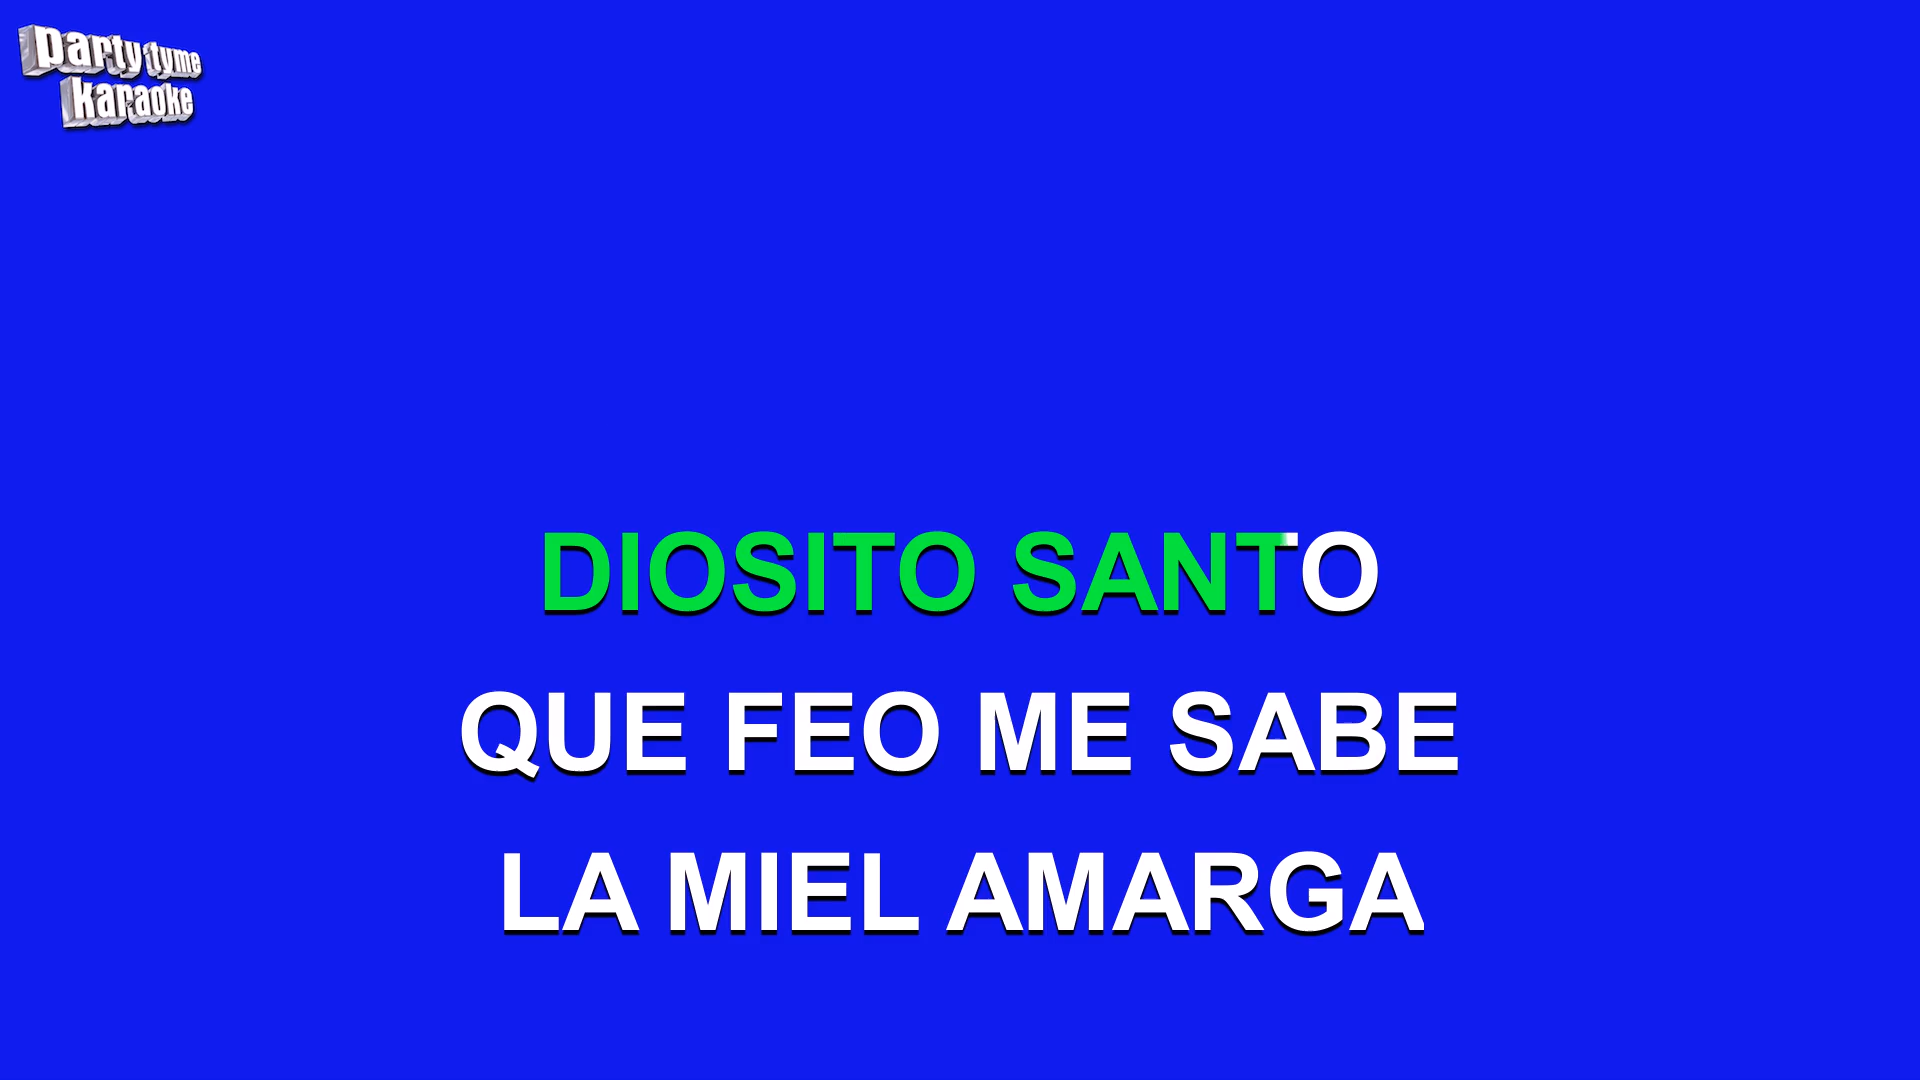 party tyme
karaoke
DIOSITO SANTO
QUE FEO ME SABE
LA MIEL AMARGA